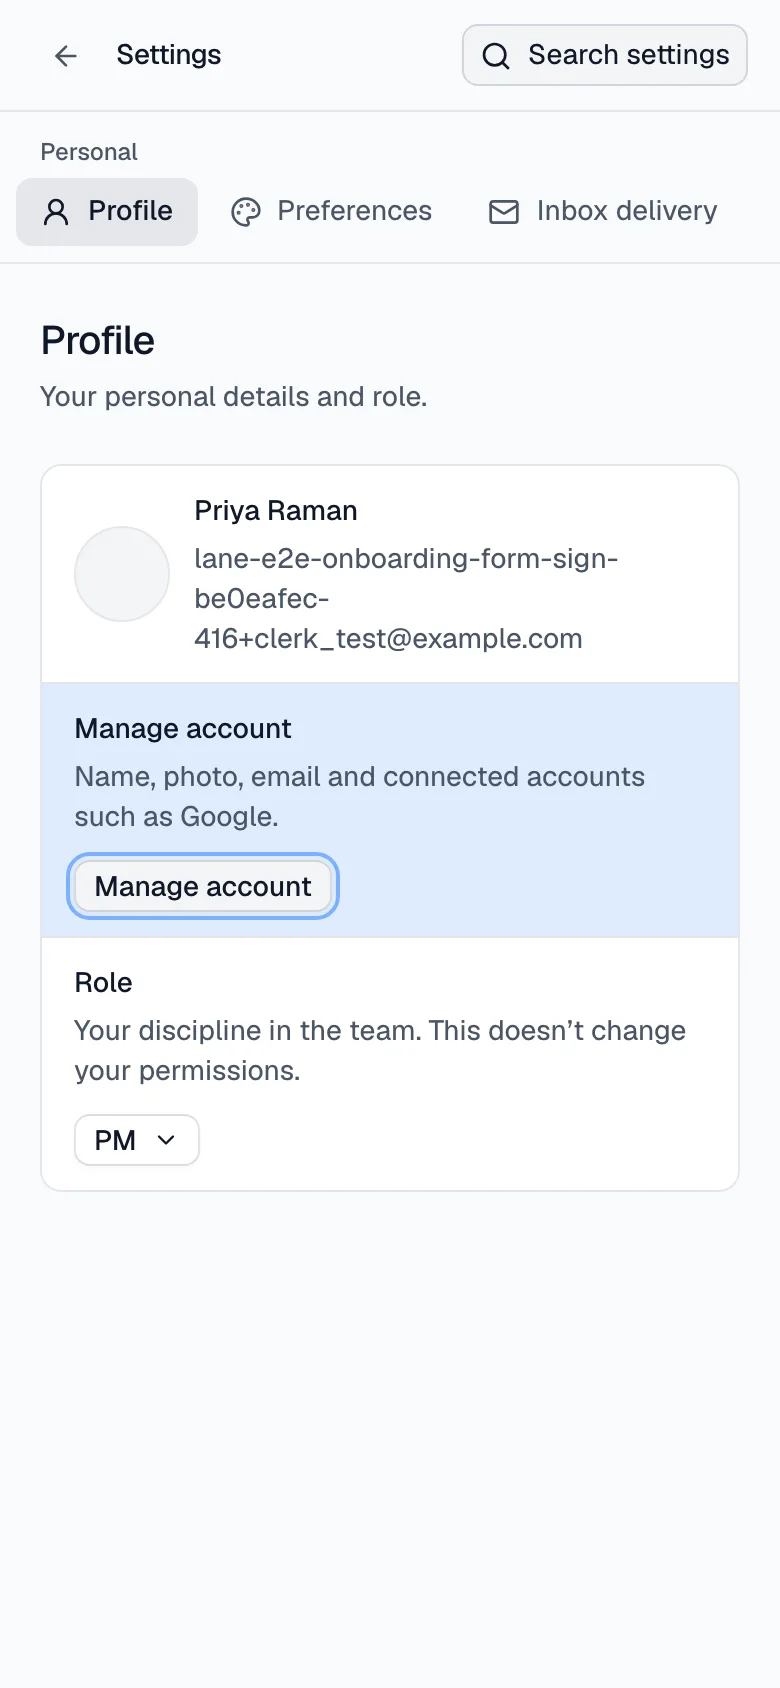 Settings
Search settings
Personal
Profile
Preferences
Inbox delivery
Profile
Your personal details and role.
Priya Raman
lane-e2e-onboarding-form-sign-
be0eafec-
416+clerk_test@example.com
Manage account
Name, photo, email and connected accounts
such as Google.
Manage account
Role
Your discipline in the team. This doesn’t change
your permissions.
PM